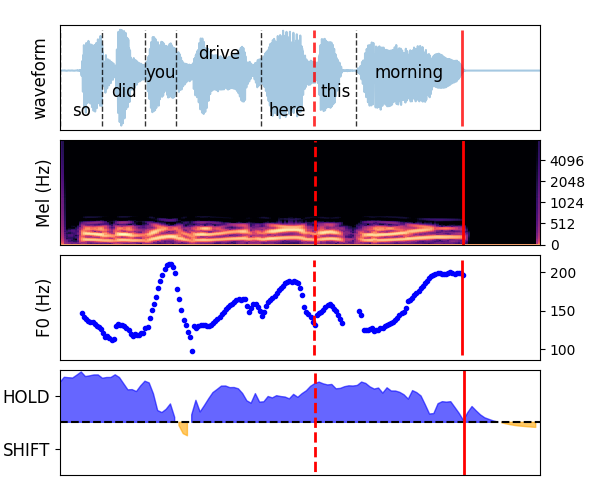 waveform
so did you drive here this morning
Mel (Hz)
4096
2048
1024
512
0
F0 (Hz)
200
150
100
HOLD
SHIFT